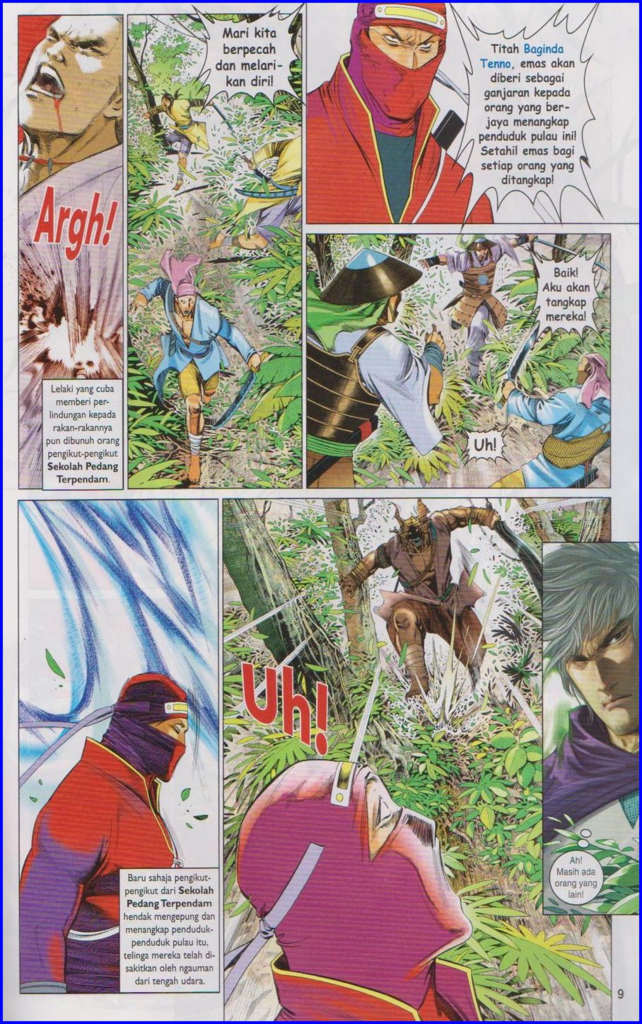 Argh!
Lelaki yang cuba
memberi per-
lindungan kepada
rakan-rakannya
pun dibunuh orang
pengikut-pengikut
Sekolah Pedang
Terpendam.
Mari kita
berpecah
dan melari-
kan diri!
Titah Baginda
Tenno, emas akan
diberi sebagai
ganjaran kepada
orang yang ber-
jaya menangkap
penduduk pulau ini!
Setahil emas bagi
setiap orang yang
ditangkap!
Baik!
Aku akan
tangkap
mereka!
Uh!
Baru sahaja pengikut-
pengikut dari Sekolah
Pedang Terpendam
hendak mengepung dan
menangkap penduduk-
penduduk pulau itu,
telinga mereka telah di-
sakitkan oleh ngauman
dari tengah udara.
Uh!
Ah!
Masih ada
orang yang
lain!
9